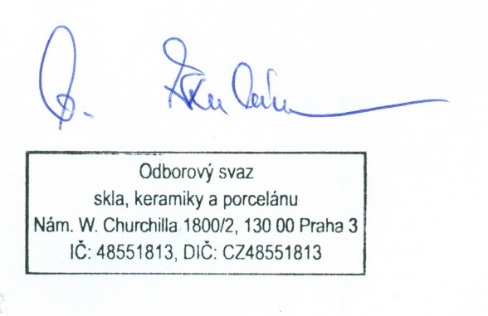 Odborový svaz
skla, keramiky a porcelánu
Nám. W. Churchilla 1800/2, 130 00 Praha 3
IČ: 48551813, DIČ: CZ48551813